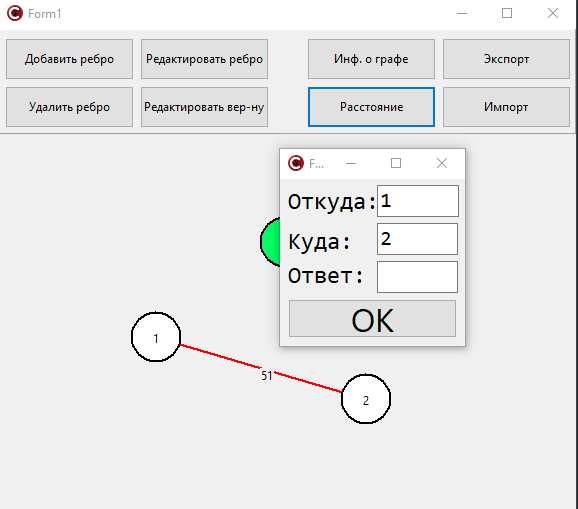 Form1
Добавить ребро
Редактировать ребро
Инф. о графе
Экспорт
Удалить ребро
Редактировать вер-ну
Расстояние
Импорт
F...
Откуда: 1
Куда: 2
Ответ:
OK
1
51
2